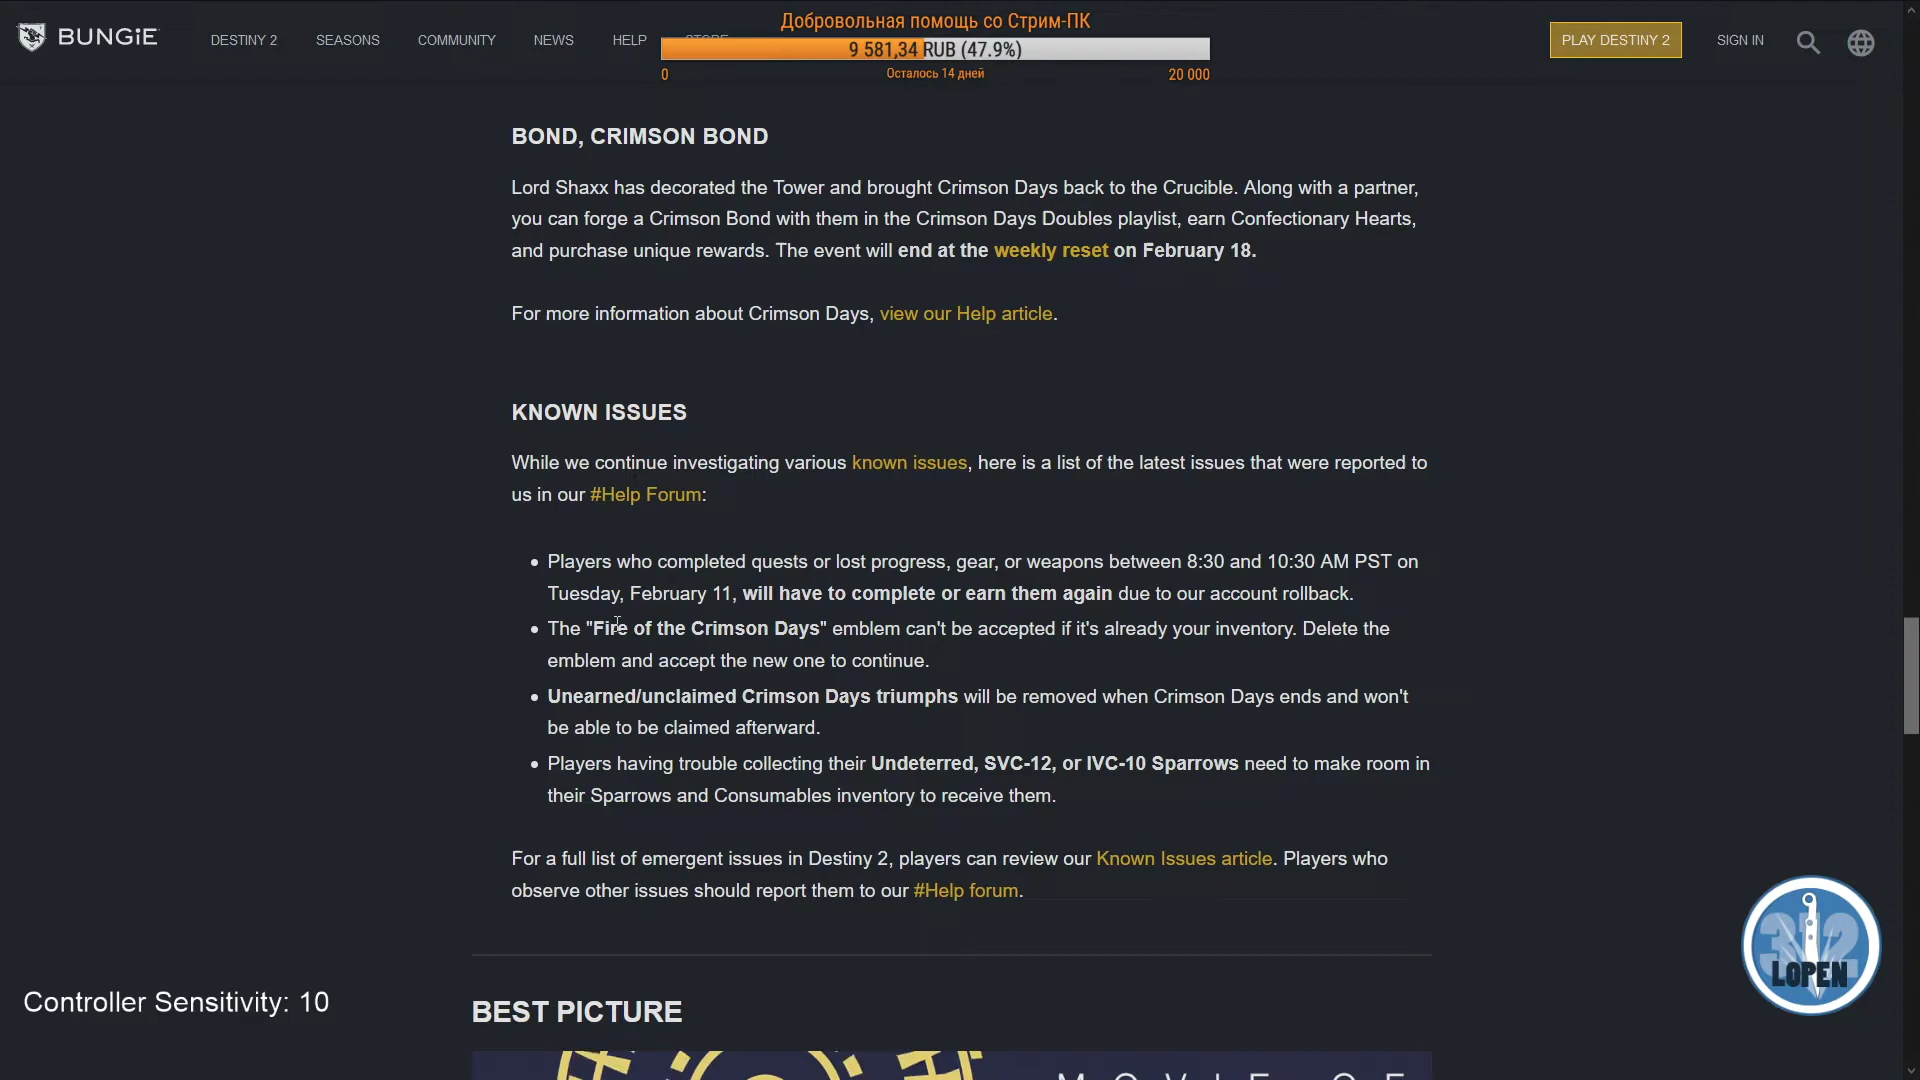 BUNGiE
DESTINY 2
SEASONS
COMMUNITY
NEWS
HELP
STORE
Добровольная помощь со Стрим-ПК
9 581,34 RUB (47.9%)
0
Осталось 14 дней
20 000
PLAY DESTINY 2
SIGN IN
BOND, CRIMSON BOND
Lord Shaxx has decorated the Tower and brought Crimson Days back to the Crucible. Along with a partner,
you can forge a Crimson Bond with them in the Crimson Days Doubles playlist, earn Confectionary Hearts,
and purchase unique rewards. The event will end at the weekly reset on February 18.
For more information about Crimson Days, view our Help article.
KNOWN ISSUES
While we continue investigating various known issues, here is a list of the latest issues that were reported to
us in our #Help Forum:
• Players who completed quests or lost progress, gear, or weapons between 8:30 and 10:30 AM PST on
Tuesday, February 11, will have to complete or earn them again due to our account rollback.
• The "Fire of the Crimson Days" emblem can't be accepted if it's already your inventory. Delete the
emblem and accept the new one to continue.
• Unearned/unclaimed Crimson Days triumphs will be removed when Crimson Days ends and won't
be able to be claimed afterward.
• Players having trouble collecting their Undeterred, SVC-12, or IVC-10 Sparrows need to make room in
their Sparrows and Consumables inventory to receive them.
For a full list of emergent issues in Destiny 2, players can review our Known Issues article. Players who
observe other issues should report them to our #Help forum.
312
LOPEN
Controller Sensitivity: 10
BEST PICTURE
MOVIE OF